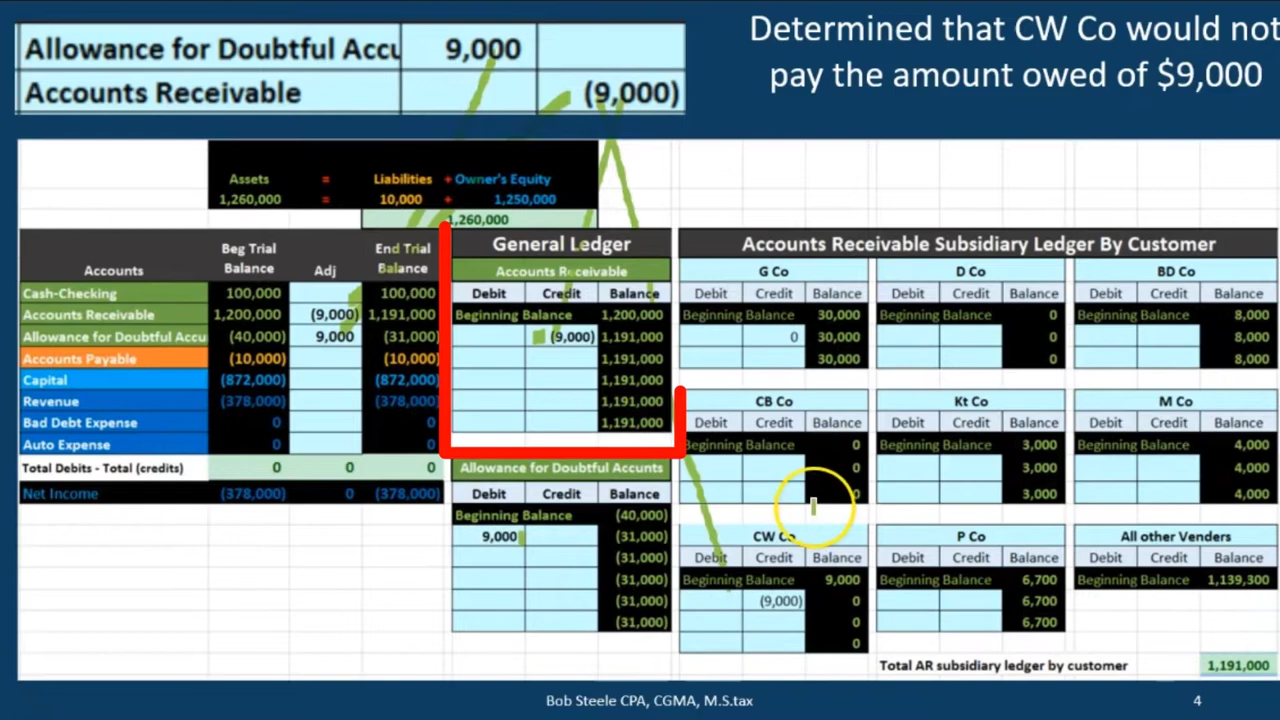 Allowance for Doubtful Accu 9,000
Accounts Receivable (9,000)
Determined that CW Co would not
pay the amount owed of $9,000
Assets = Liabilities + Owner's Equity
1,260,000 = 10,000 + 1,250,000
1,260,000
Accounts Beg Trial Balance Adj End Trial Balance
Cash-Checking 100,000 100,000
Accounts Receivable 1,200,000 (9,000) 1,191,000
Allowance for Doubtful Accu (40,000) 9,000 (31,000)
Accounts Payable (10,000) (10,000)
Capital (872,000) (872,000)
Revenue (378,000) (378,000)
Bad Debt Expense 0 0
Auto Expense 0 0
Total Debits - Total (credits) 0 0 0
Net Income (378,000) 0 (378,000)
General Ledger
Accounts Receivable
Debit Credit Balance
Beginning Balance 1,200,000
(9,000) 1,191,000
1,191,000
1,191,000
1,191,000
1,191,000
Allowance for Doubtful Accunts
Debit Credit Balance
Beginning Balance (40,000)
9,000 (31,000)
(31,000)
(31,000)
(31,000)
(31,000)
Accounts Receivable Subsidiary Ledger By Customer
G Co
Debit Credit Balance
Beginning Balance 30,000
0 30,000
30,000
D Co
Debit Credit Balance
Beginning Balance 0
0
0
BD Co
Debit Credit Balance
Beginning Balance 8,000
8,000
8,000
CB Co
Debit Credit Balance
Beginning Balance 0
0
0
Kt Co
Debit Credit Balance
Beginning Balance 3,000
3,000
3,000
M Co
Debit Credit Balance
Beginning Balance 4,000
4,000
4,000
CW Co
Debit Credit Balance
Beginning Balance 9,000
(9,000) 0
0
0
P Co
Debit Credit Balance
Beginning Balance 6,700
6,700
6,700
All other Venders
Debit Credit Balance
Beginning Balance 1,139,300
Total AR subsidiary ledger by customer 1,191,000
Bob Steele CPA, CGMA, M.S.tax
4